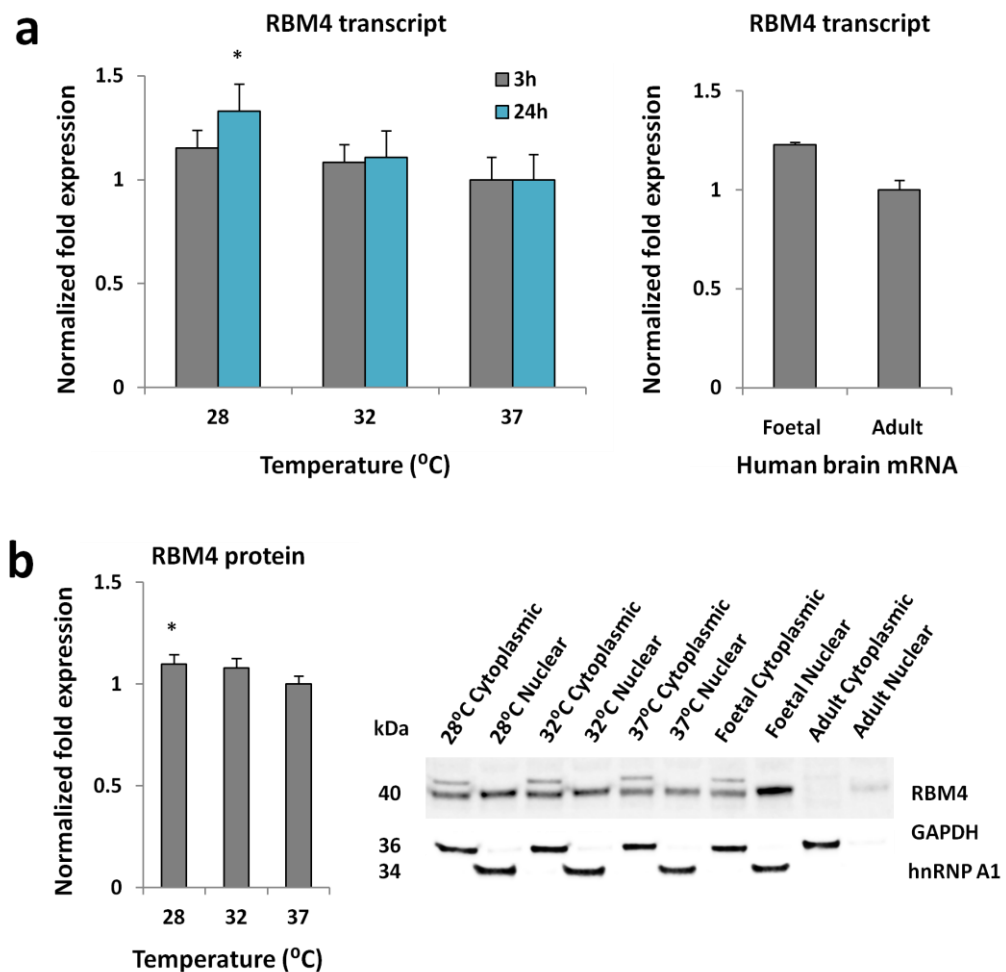 a
RBM4 transcript
*
3h
24h
Normalized fold expression
1.5
1
0.5
0
28 32 37
Temperature (⁰C)
RBM4 transcript
Normalized fold expression
1.5
1
0.5
0
Foetal Adult
Human brain mRNA
b
RBM4 protein
*
Normalized fold expression
1.5
1
0.5
0
28 32 37
Temperature (⁰C)
28⁰C Cytoplasmic
28⁰C Nuclear
32⁰C Cytoplasmic
32⁰C Nuclear
37⁰C Cytoplasmic
37⁰C Nuclear
Foetal Cytoplasmic
Foetal Nuclear
Adult Cytoplasmic
Adult Nuclear
kDa
40 RBM4
36 GAPDH
34 hnRNP A1